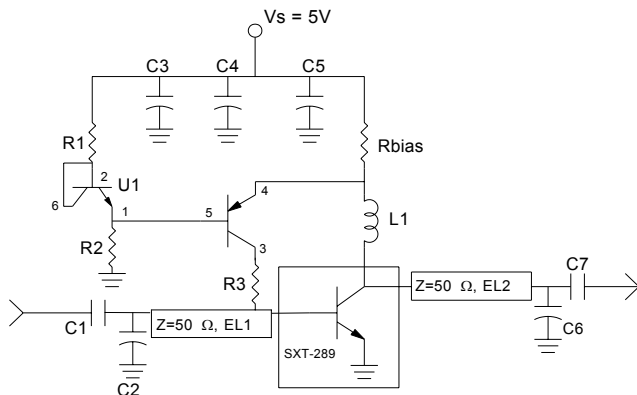 Vs = 5V
C3
C4
C5
R1
Rbias
2
U1
4
6
1
5
L1
R2
3
R3
C7
Z=50 Ω, EL2
Z=50 Ω, EL1
C1
C6
SXT-289
C2